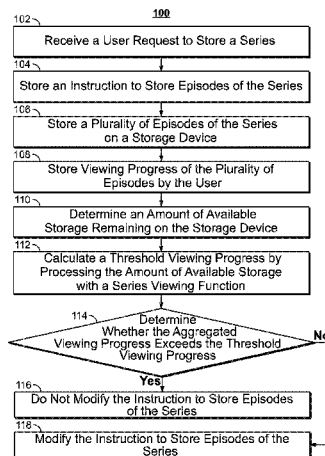 100
102
Receive a User Request to Store a Series
104
Store an Instruction to Store Episodes of the Series
106
Store a Plurality of Episodes of the Series
on a Storage Device
108
Store Viewing Progress of the Plurality of
Episodes by the User
110
Determine an Amount of Available
Storage Remaining on the Storage Device
112
Calculate a Threshold Viewing Progress by
Processing the Amount of Available Storage
with a Series Viewing Function
114
Determine
Whether the Aggregated
Viewing Progress Exceeds the Threshold
Viewing Progress
Yes
116
Do Not Modify the Instruction to Store Episodes
of the Series
118
Modify the Instruction to Store Episodes of the
Series